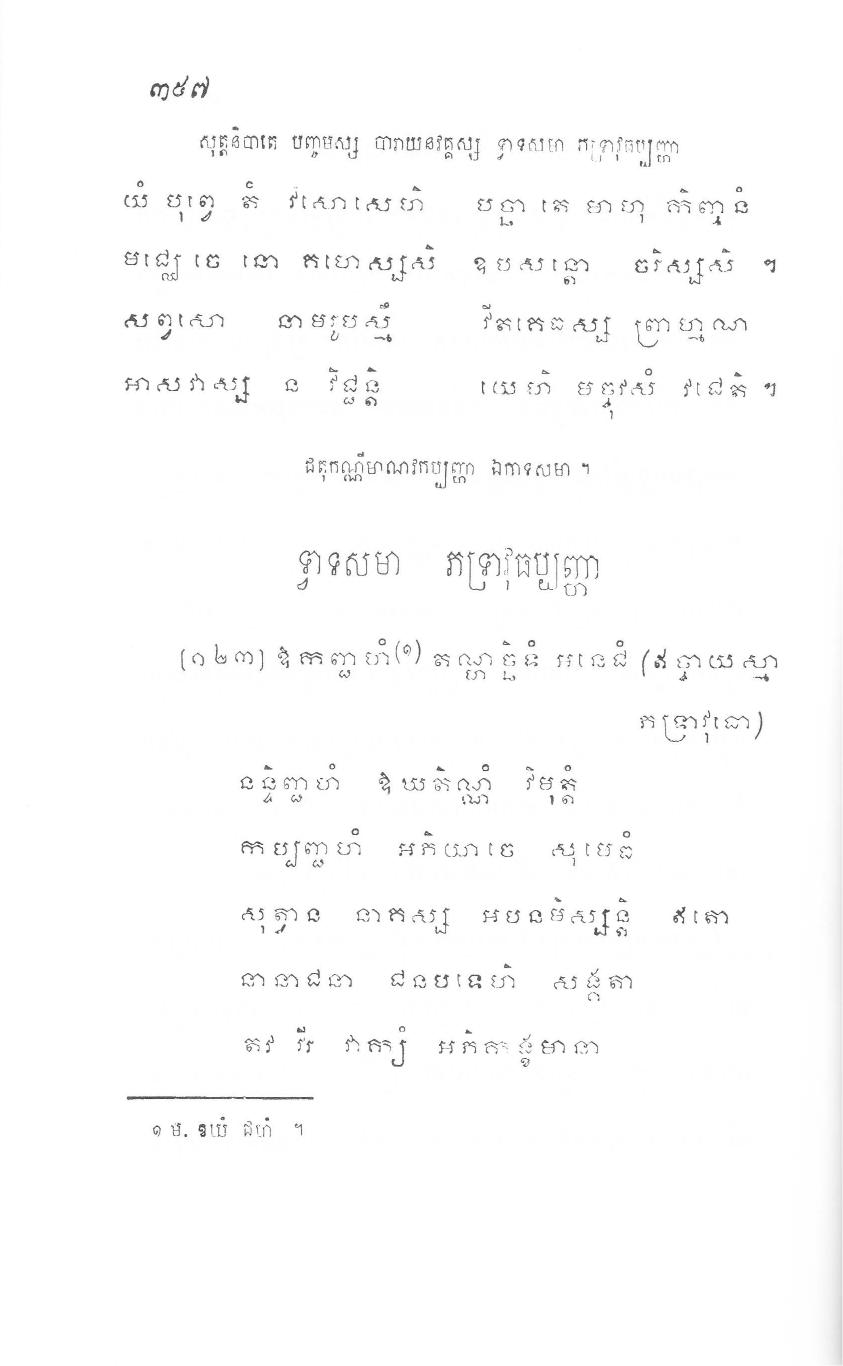 ៣៥៧
សុត្តនិបាតេ បញ្ចមស្ស បារាយនវគ្គស្ស ទ្វាទសមា ភទ្រាវុធប្បញ្ហា
យំ បុព្វេ តំ វិសោសេហិ បច្ឆា តេ មាហុ កិញ្ចនំ
មជ្ឈេ ចេ នោ គហេស្សសិ ឧបសន្តោ ចរិស្សសិ ។
សព្វសោ នាមរូបស្មឹ វីតគេធស្ស ព្រាហ្មណ
អាសវាស្ស ន វិជ្ជន្តិ យេហិ មច្ចុវសំ វជេតិ ។
ជតុកណ្ណីមាណវកប្បញ្ហា ឯកាទសមា ។
ទ្វាទសមា ភទ្រាវុធប្បញ្ហា
[១២៣] ឱកញ្ជហំ(១) តណ្ហច្ឆិទំ អនេជំ (ឥច្ចាយស្មា
ភទ្រាវុធោ)
នន្ទិញ្ជហំ ឱឃតិណ្ណំ វិមុត្តំ
កប្បញ្ជហំ អភិយាចេ សុមេធំ
សុត្វាន នាគស្ស អបនមិស្សន្តិ ឥតោ
នានាជនា ជនបទេហិ សង្គតា
តវ វីរ វាក្យំ អភិកង្ខមានា
១ ម. ឱឃំ ជហំ ។